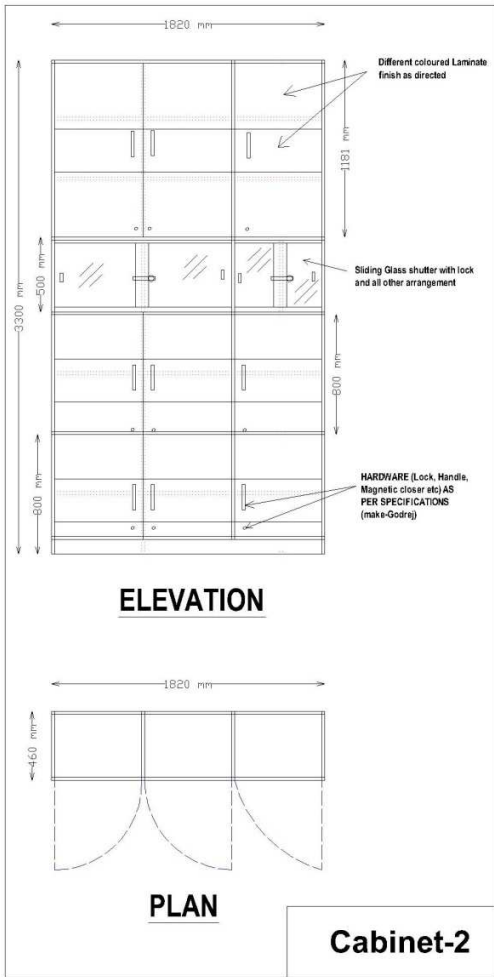 1820 mm
Different coloured Laminate
finish as directed
1181 mm
3300 mm
500 mm
Sliding Glass shutter with lock
and all other arrangement
800 mm
800 mm
HARDWARE (Lock, Handle,
Magnetic closer etc) AS
PER SPECIFICATIONS
(make-Godrej)
ELEVATION
1820 mm
460 mm
PLAN
Cabinet-2